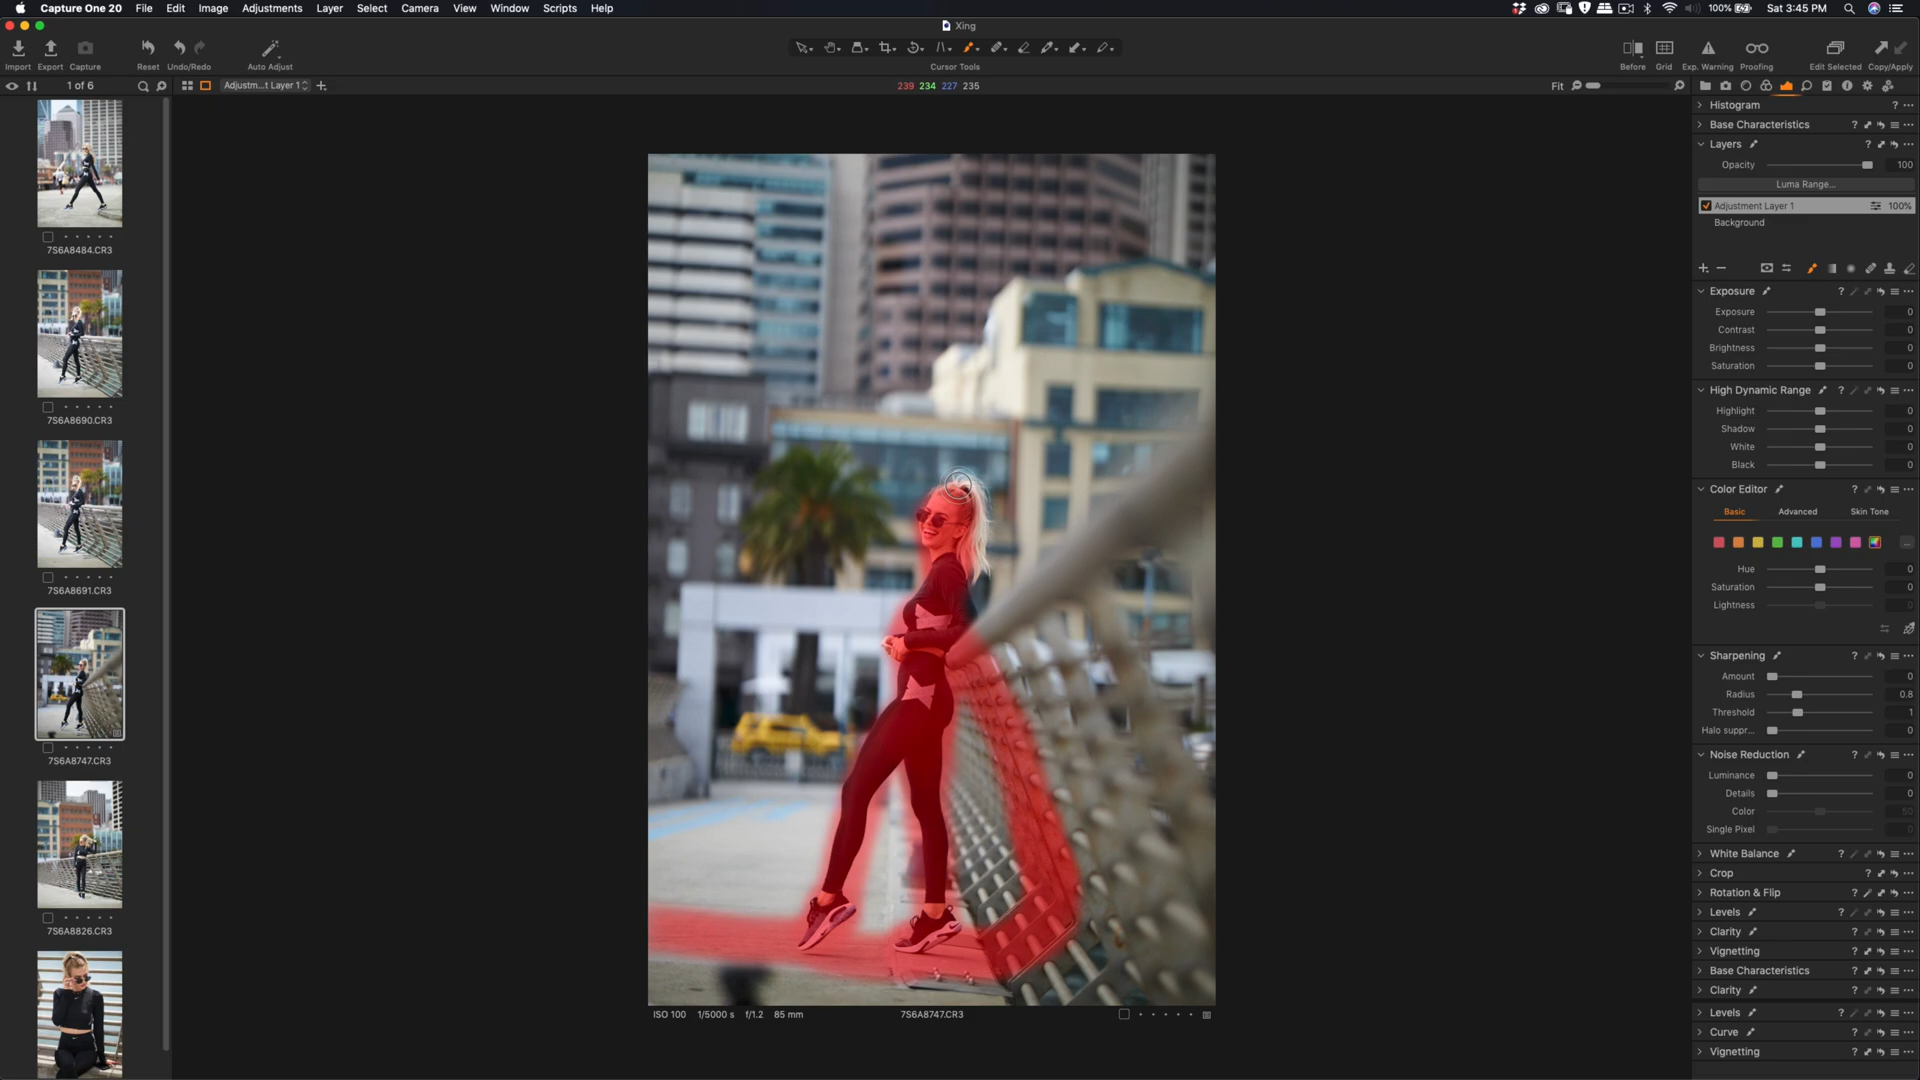 Capture One 20 File Edit Image Adjustments Layer Select Camera View Window Scripts Help 100% Sat 3:45 PM
Xing
Import Export Capture Reset Undo/Redo Auto Adjust Cursor Tools Before Grid Exp. Warning Proofing Edit Selected Copy/Apply
1 of 6 Adjustm...t Layer 1 239 234 227 235 Fit
7S6A8484.CR3
7S6A8690.CR3
7S6A8691.CR3
7S6A8747.CR3
7S6A8826.CR3
ISO 100 1/5000 s f/1.2 85 mm 7S6A8747.CR3
Histogram
Base Characteristics
Layers
Opacity 100
Luma Range...
Adjustment Layer 1 100%
Background
Exposure
Exposure 0
Contrast 0
Brightness 0
Saturation 0
High Dynamic Range
Highlight 0
Shadow 0
White 0
Black 0
Color Editor
Basic Advanced Skin Tone
Hue 0
Saturation 0
Lightness 0
Sharpening
Amount 0
Radius 0.8
Threshold 1
Halo suppr... 0
Noise Reduction
Luminance 0
Details 0
Color 50
Single Pixel 0
White Balance
Crop
Rotation & Flip
Levels
Clarity
Vignetting
Base Characteristics
Clarity
Levels
Curve
Vignetting